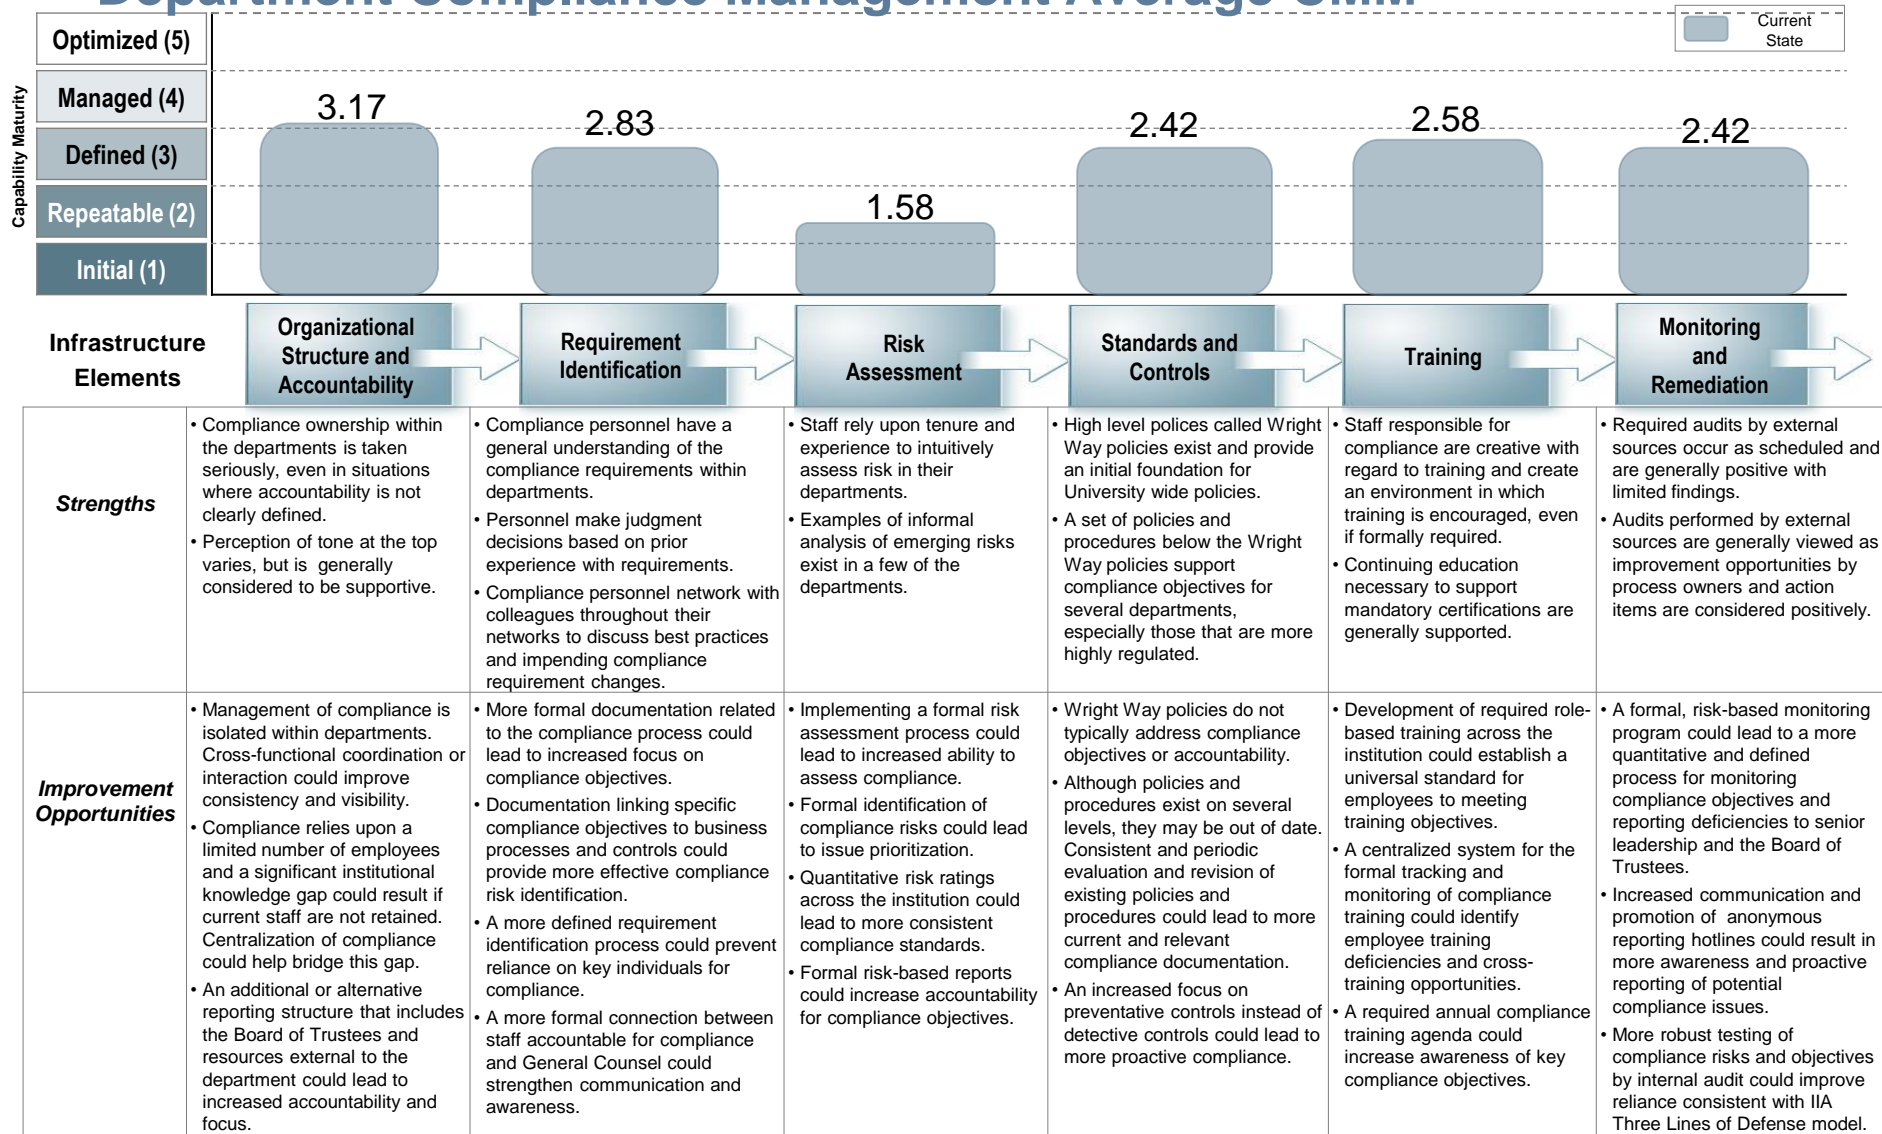 Department Compliance Management Average CMM
Current
State
Optimized (5)
Managed (4)
Defined (3)
Repeatable (2)
Initial (1)
Capability Maturity
3.17
2.83
1.58
2.42
2.58
2.42
Infrastructure
Elements
Organizational
Structure and
Accountability
Requirement
Identification
Risk
Assessment
Standards and
Controls
Training
Monitoring
and
Remediation
Strengths
• Compliance ownership within
the departments is taken
seriously, even in situations
where accountability is not
clearly defined.
• Perception of tone at the top
varies, but is generally
considered to be supportive.
• Compliance personnel have a
general understanding of the
compliance requirements within
departments.
• Personnel make judgment
decisions based on prior
experience with requirements.
• Compliance personnel network with
colleagues throughout their
networks to discuss best practices
and impending compliance
requirement changes.
• Staff rely upon tenure and
experience to intuitively
assess risk in their
departments.
• Examples of informal
analysis of emerging risks
exist in a few of the
departments.
• High level polices called Wright
Way policies exist and provide
an initial foundation for
University wide policies.
• A set of policies and
procedures below the Wright
Way policies support
compliance objectives for
several departments,
especially those that are more
highly regulated.
• Staff responsible for
compliance are creative with
regard to training and create
an environment in which
training is encouraged, even
if formally required.
• Continuing education
necessary to support
mandatory certifications are
generally supported.
• Required audits by external
sources occur as scheduled and
are generally positive with
limited findings.
• Audits performed by external
sources are generally viewed as
improvement opportunities by
process owners and action
items are considered positively.
Improvement
Opportunities
• Management of compliance is
isolated within departments.
Cross-functional coordination or
interaction could improve
consistency and visibility.
• Compliance relies upon a
limited number of employees
and a significant institutional
knowledge gap could result if
current staff are not retained.
Centralization of compliance
could help bridge this gap.
• An additional or alternative
reporting structure that includes
the Board of Trustees and
resources external to the
department could lead to
increased accountability and
focus.
• More formal documentation related
to the compliance process could
lead to increased focus on
compliance objectives.
• Documentation linking specific
compliance objectives to business
processes and controls could
provide more effective compliance
risk identification.
• A more defined requirement
identification process could prevent
reliance on key individuals for
compliance.
• A more formal connection between
staff accountable for compliance
and General Counsel could
strengthen communication and
awareness.
• Implementing a formal risk
assessment process could
lead to increased ability to
assess compliance.
• Formal identification of
compliance risks could lead
to issue prioritization.
• Quantitative risk ratings
across the institution could
lead to more consistent
compliance standards.
• Formal risk-based reports
could increase accountability
for compliance objectives.
• Wright Way policies do not
typically address compliance
objectives or accountability.
• Although policies and
procedures exist on several
levels, they may be out of date.
Consistent and periodic
evaluation and revision of
existing policies and
procedures could lead to more
current and relevant
compliance documentation.
• An increased focus on
preventative controls instead of
detective controls could lead to
more proactive compliance.
• Development of required role-
based training across the
institution could establish a
universal standard for
employees to meeting
training objectives.
• A centralized system for the
formal tracking and
monitoring of compliance
training could identify
employee training
deficiencies and cross-
training opportunities.
• A required annual compliance
training agenda could
increase awareness of key
compliance objectives.
• A formal, risk-based monitoring
program could lead to a more
quantitative and defined
process for monitoring
compliance objectives and
reporting deficiencies to senior
leadership and the Board of
Trustees.
• Increased communication and
promotion of anonymous
reporting hotlines could result in
more awareness and proactive
reporting of potential
compliance issues.
• More robust testing of
compliance risks and objectives
by internal audit could improve
reliance consistent with IIA
Three Lines of Defense model.